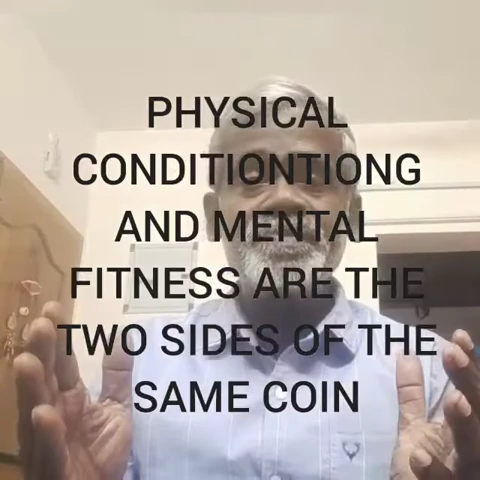 PHYSICAL
CONDITIONTIONG
AND MENTAL
FITNESS ARE THE
TWO SIDES OF THE
SAME COIN